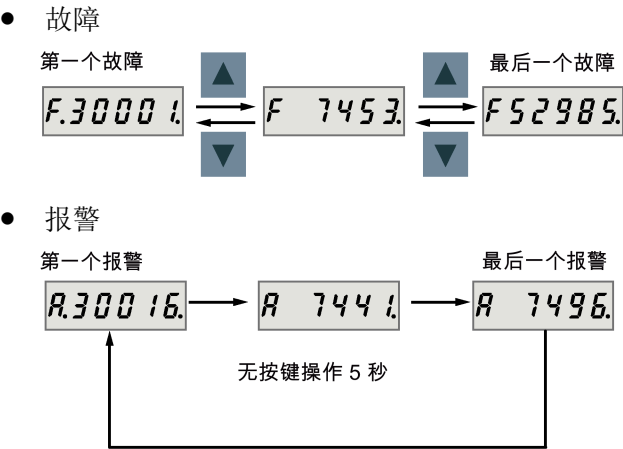 ● 故障
第一个故障
最后一个故障
F.30001.
F 7453.
F52985.
● 报警
第一个报警
最后一个报警
A.30016.
A 7441.
A 7496.
无按键操作 5 秒